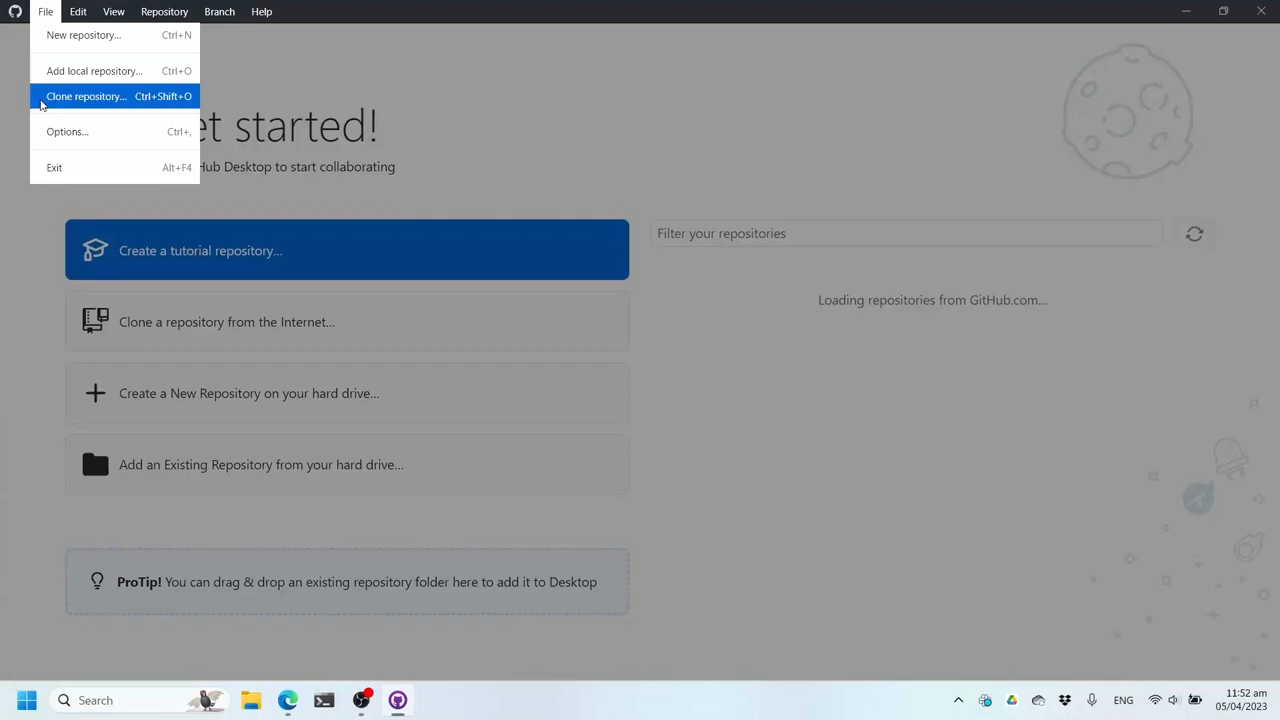 File Edit View Repository Branch Help
New repository... Ctrl+N
Add local repository... Ctrl+O
Clone repository... Ctrl+Shift+O
Options... Ctrl+,
Exit Alt+F4
et started!
Hub Desktop to start collaborating
Create a tutorial repository...
Clone a repository from the Internet...
Create a New Repository on your hard drive...
Add an Existing Repository from your hard drive...
ProTip! You can drag & drop an existing repository folder here to add it to Desktop
Filter your repositories
Loading repositories from GitHub.com...
Search
ENG
11:52 am
05/04/2023